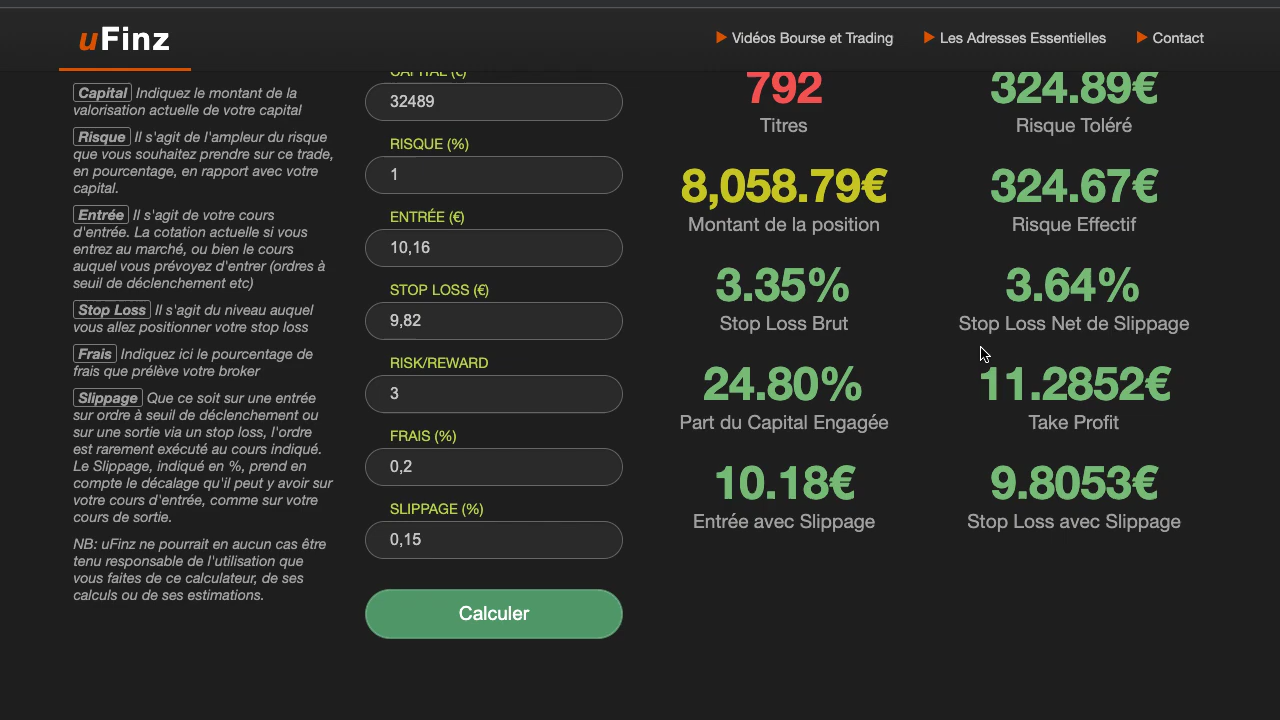 uFinz
Vidéos Bourse et Trading
Les Adresses Essentielles
Contact
Capital Indiquez le montant de la
valorisation actuelle de votre capital
Risque Il s'agit de l'ampleur du risque
que vous souhaitez prendre sur ce trade,
en pourcentage, en rapport avec votre
capital.
Entrée Il s'agit de votre cours
d'entrée. La cotation actuelle si vous
entrez au marché, ou bien le cours
auquel vous prévoyez d'entrer (ordres à
seuil de déclenchement etc)
Stop Loss Il s'agit du niveau auquel
vous allez positionner votre stop loss
Frais Indiquez ici le pourcentage de
frais que prélève votre broker
Slippage Que ce soit sur une entrée
sur ordre à seuil de déclenchement ou
sur une sortie via un stop loss, l'ordre
est rarement exécuté au cours indiqué.
Le Slippage, indiqué en %, prend en
compte le décalage qu'il peut y avoir sur
votre cours d'entrée, comme sur votre
cours de sortie.
NB: uFinz ne pourrait en aucun cas être
tenu responsable de l'utilisation que
vous faites de ce calculateur, de ses
calculs ou de ses estimations.
CAPITAL (€)
32489
RISQUE (%)
1
ENTRÉE (€)
10,16
STOP LOSS (€)
9,82
RISK/REWARD
3
FRAIS (%)
0,2
SLIPPAGE (%)
0,15
Calculer
792
Titres
324.89€
Risque Toléré
8,058.79€
Montant de la position
324.67€
Risque Effectif
3.35%
Stop Loss Brut
3.64%
Stop Loss Net de Slippage
24.80%
Part du Capital Engagée
11.2852€
Take Profit
10.18€
Entrée avec Slippage
9.8053€
Stop Loss avec Slippage